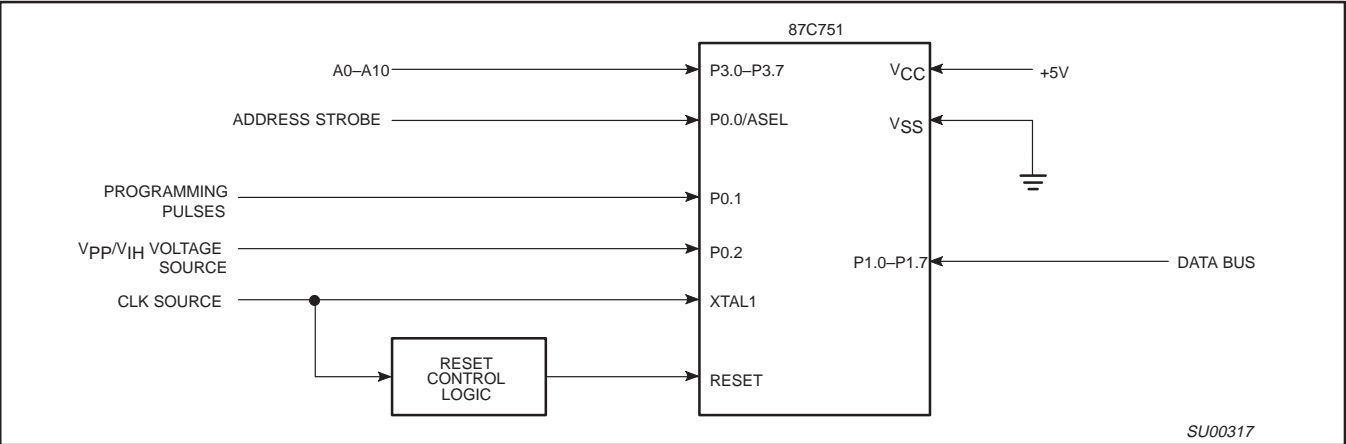 87C751
A0–A10
P3.0–P3.7
VCC
+5V
ADDRESS STROBE
P0.0/ASEL
VSS
PROGRAMMING
PULSES
P0.1
VPP/VIH VOLTAGE
SOURCE
P0.2
P1.0–P1.7
DATA BUS
CLK SOURCE
XTAL1
RESET
CONTROL
LOGIC
RESET
SU00317